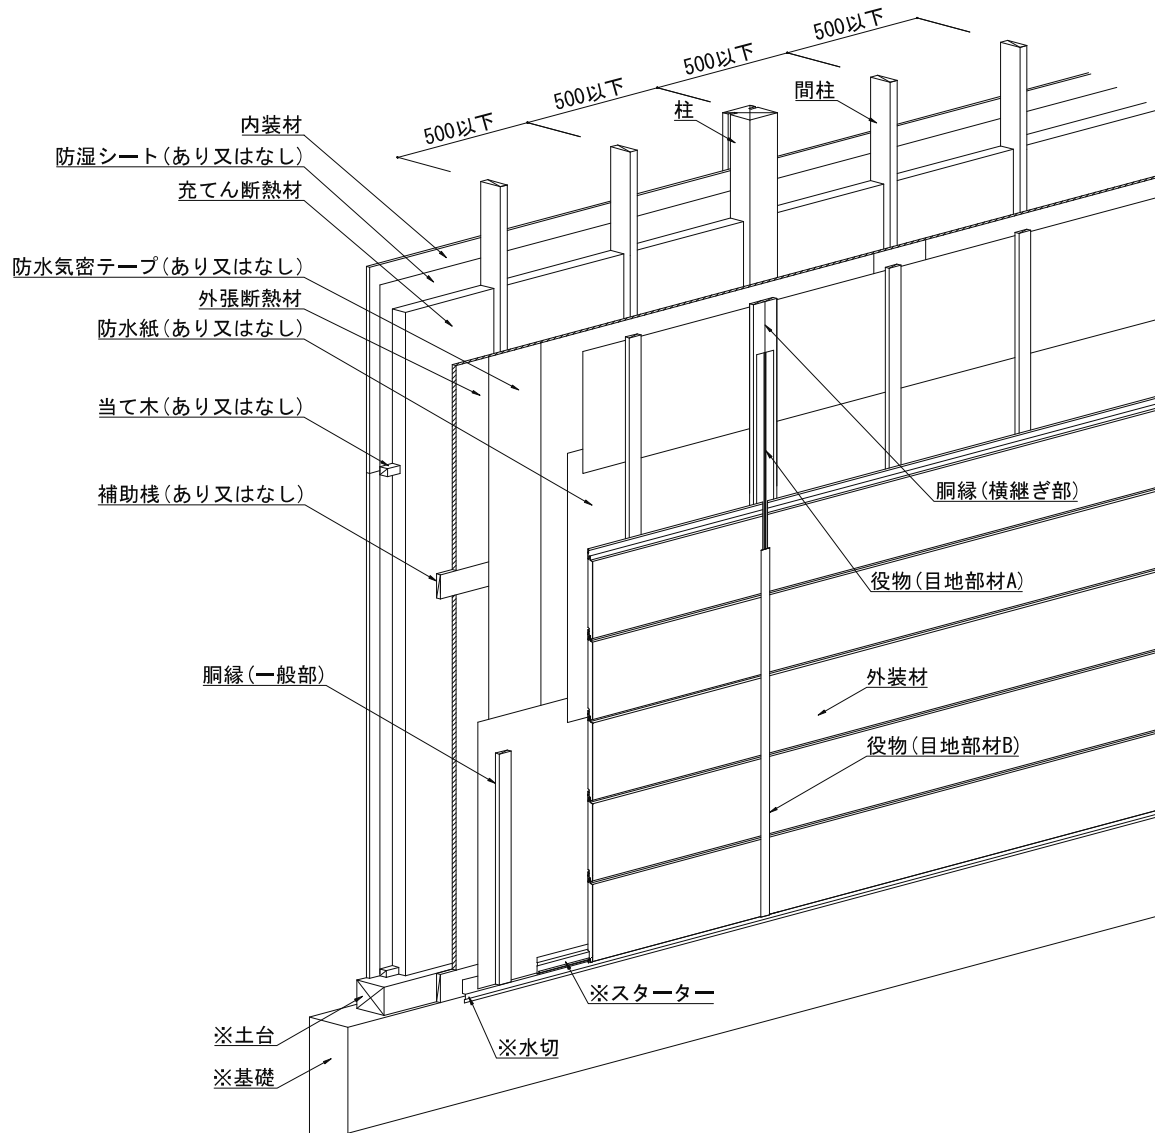 500以下
500以下
500以下
500以下
柱
間柱
内装材
防湿シート(あり又はなし)
充てん断熱材
防水気密テープ(あり又はなし)
外張断熱材
防水紙(あり又はなし)
当て木(あり又はなし)
補助桟(あり又はなし)
胴縁(横継ぎ部)
役物(目地部材A)
胴縁(一般部)
外装材
役物(目地部材B)
※スターター
※土台
※水切
※基礎